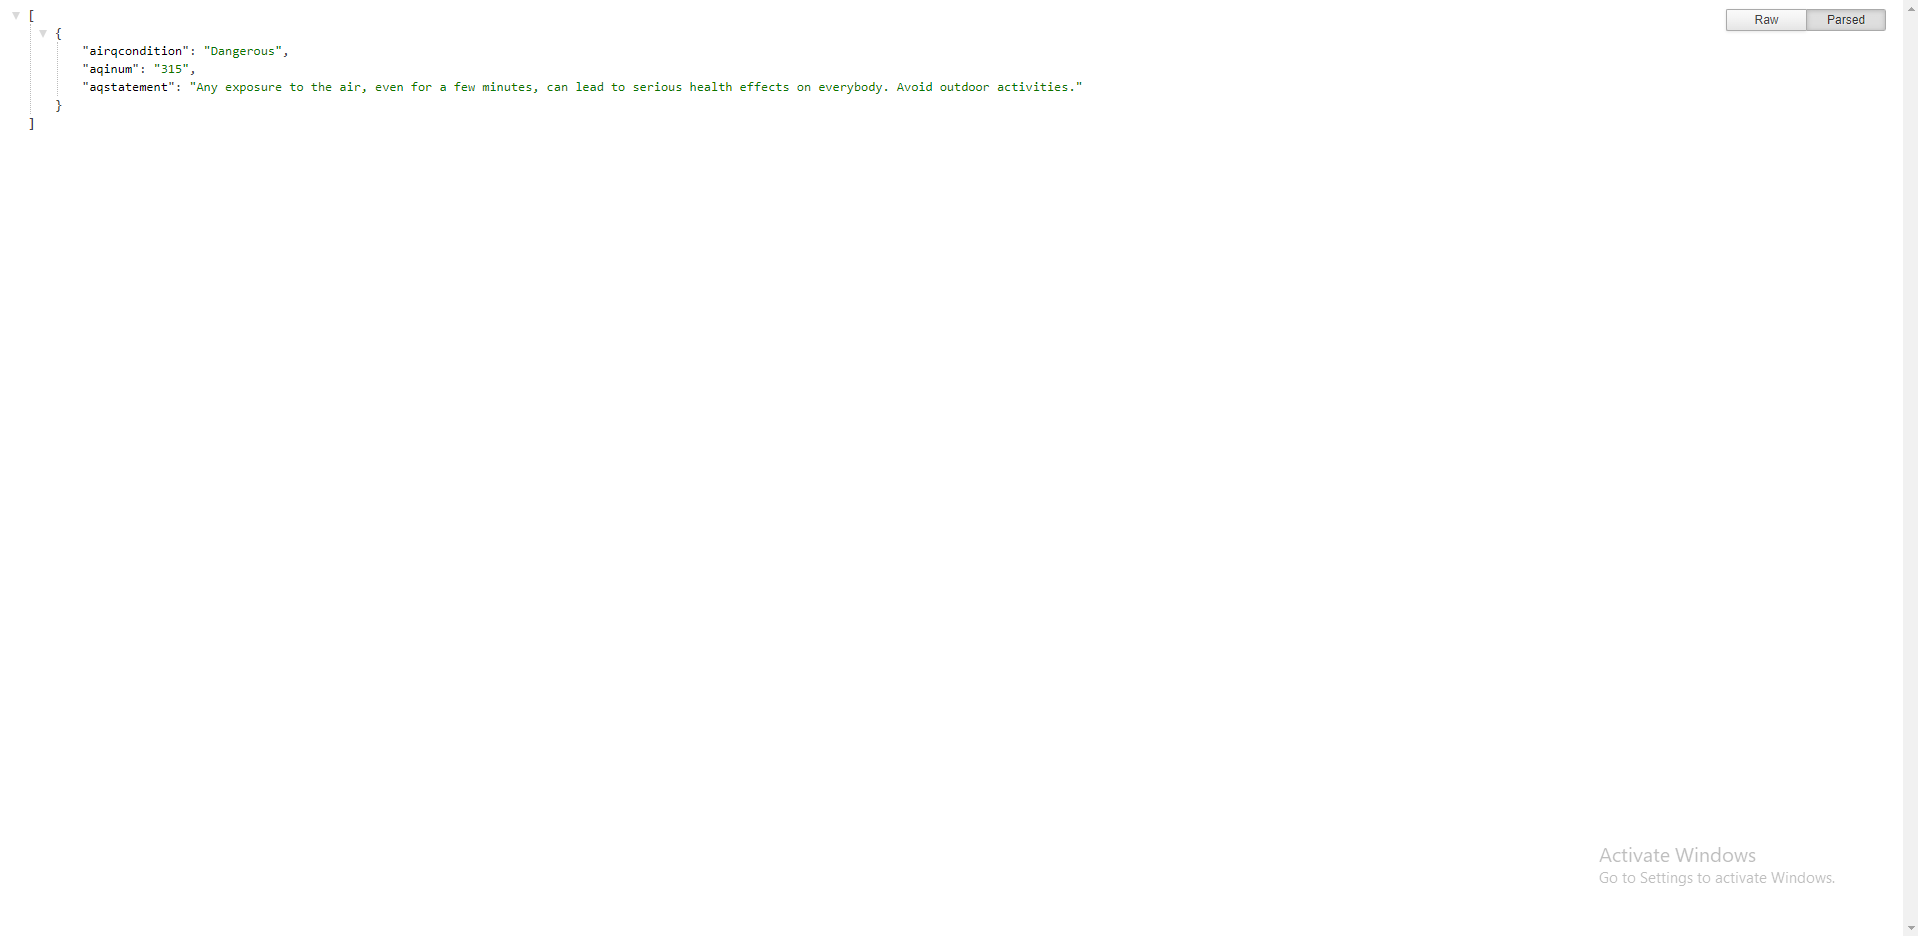 [
{
"airqcondition": "Dangerous",
"aqinum": "315",
"aqstatement": "Any exposure to the air, even for a few minutes, can lead to serious health effects on everybody. Avoid outdoor activities."
}
]
Raw
Parsed
Activate Windows
Go to Settings to activate Windows.